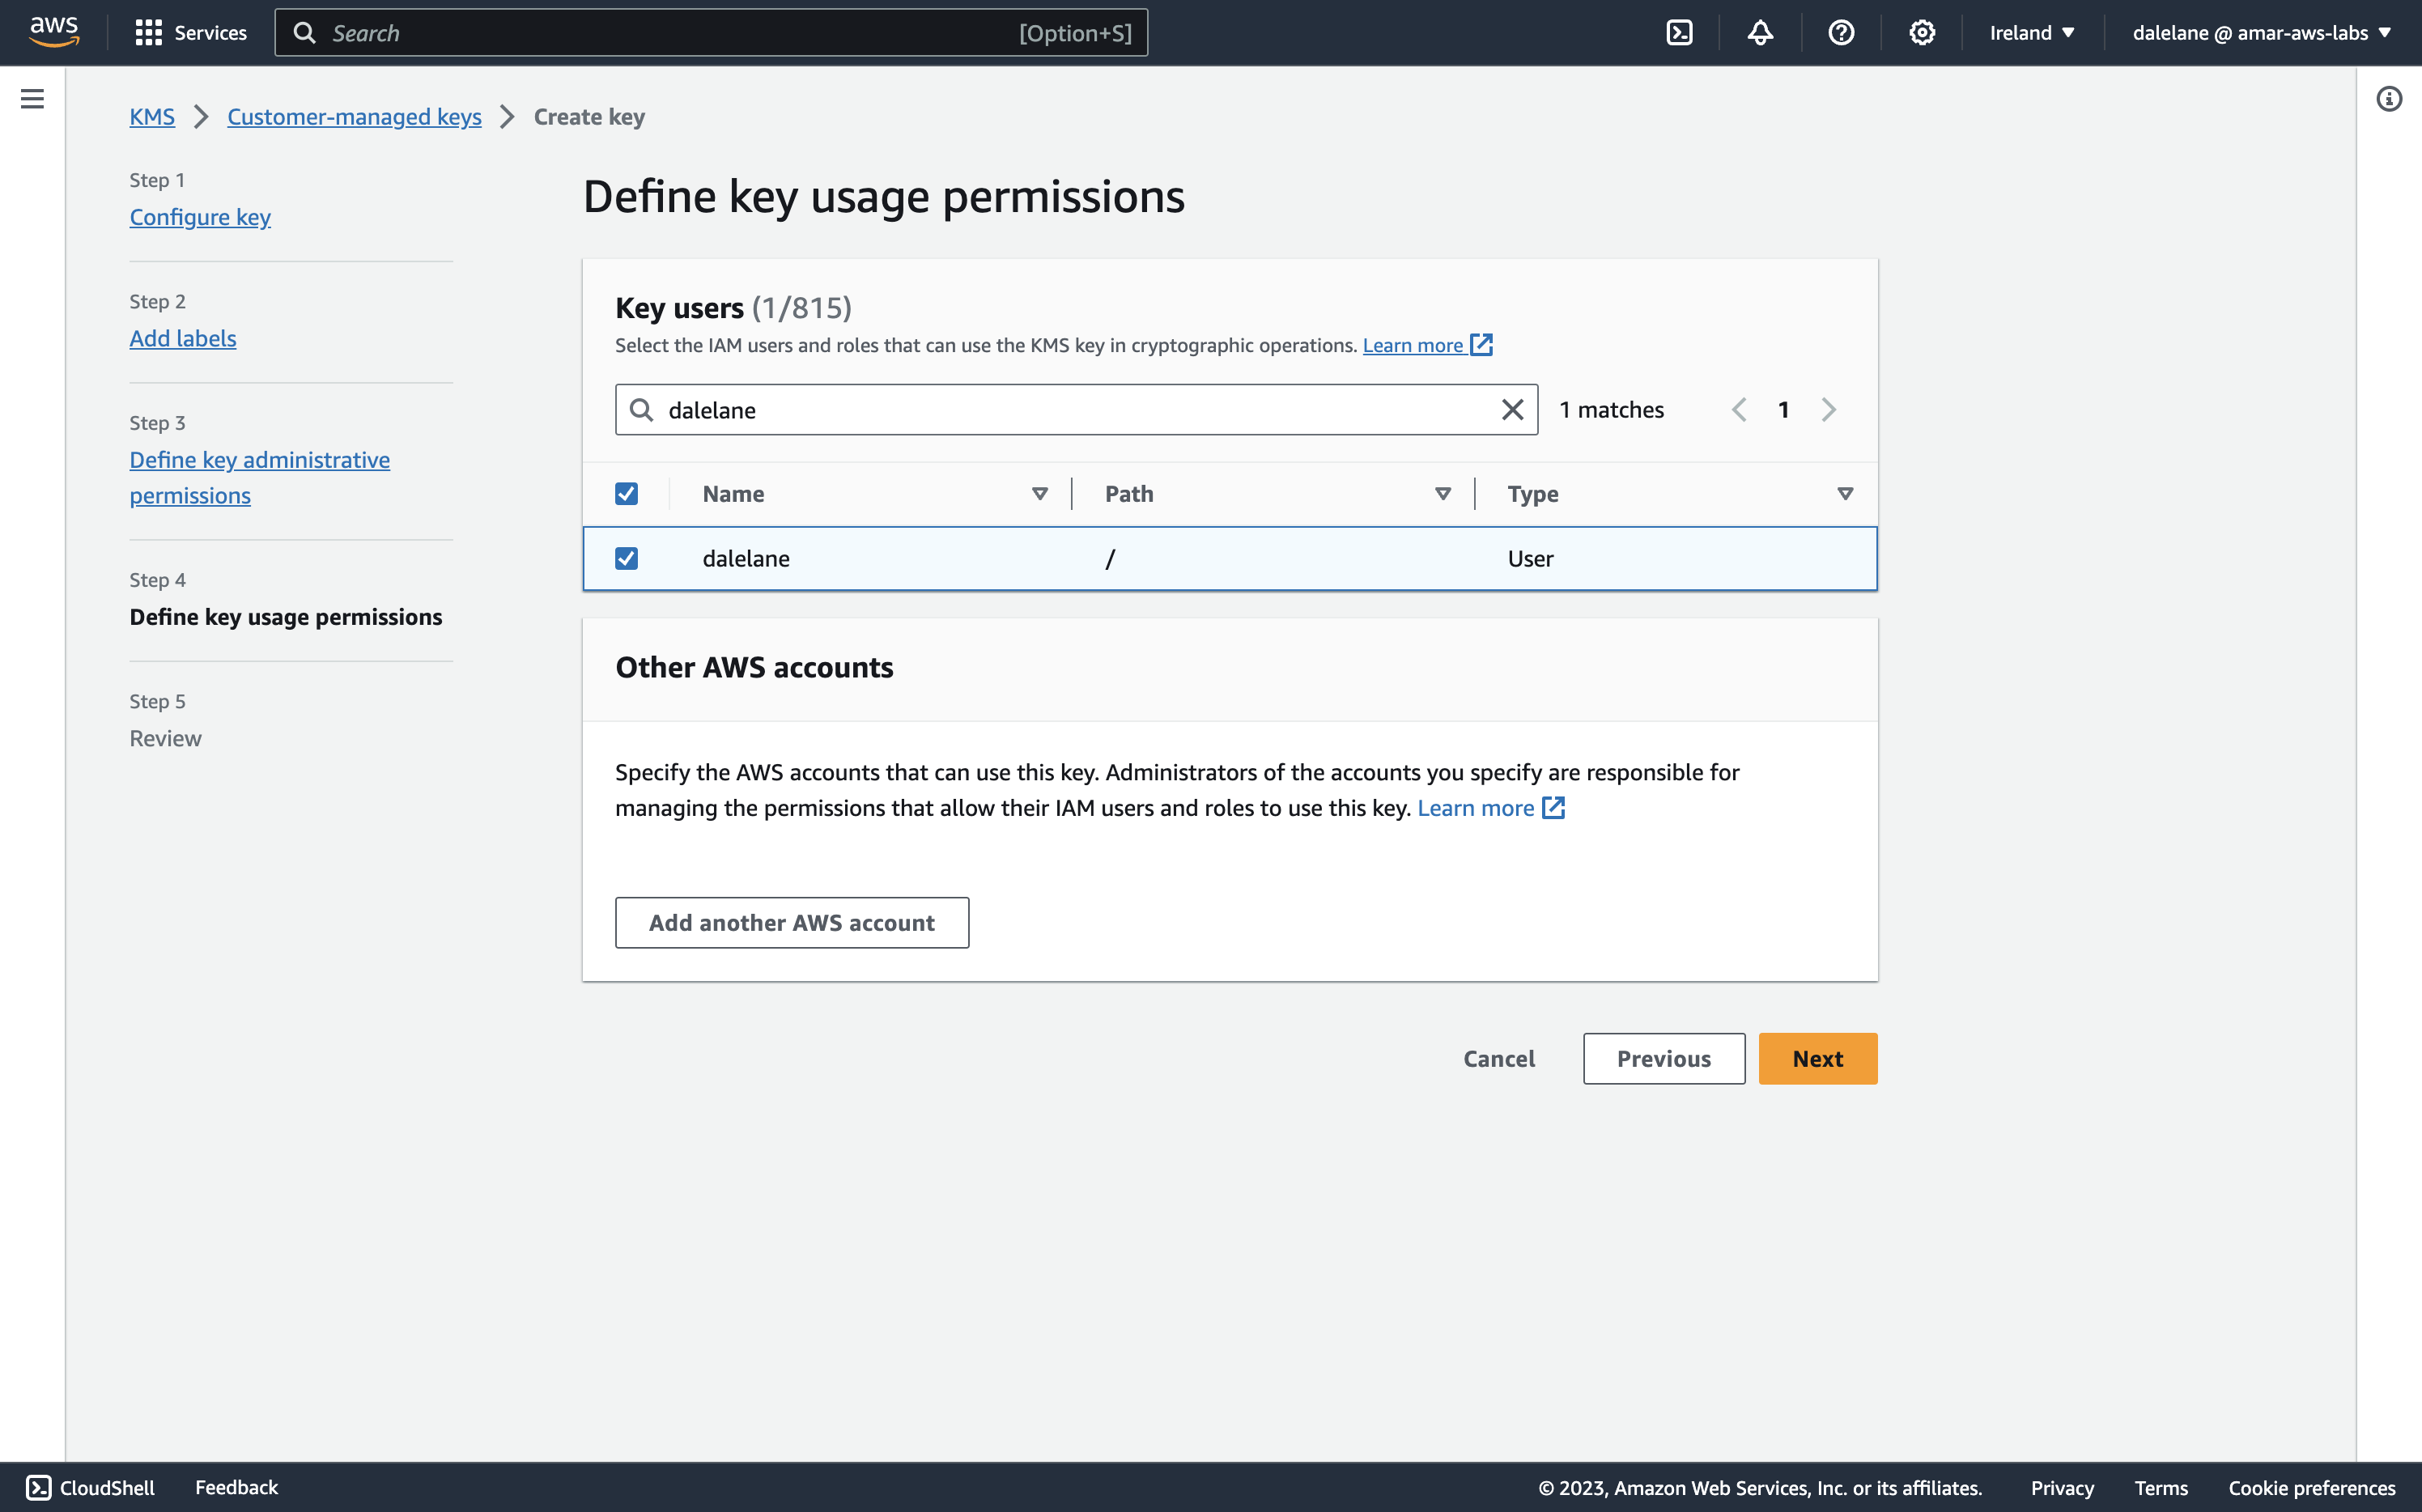 aws
Services
Search
[Option+S]
Ireland
dalelane @ amar-aws-labs
KMS
Customer-managed keys
Create key
Step 1
Configure key
Step 2
Add labels
Step 3
Define key administrative
permissions
Step 4
Define key usage permissions
Step 5
Review
Define key usage permissions
Key users (1/815)
Select the IAM users and roles that can use the KMS key in cryptographic operations. Learn more
dalelane
1 matches
1
Name
Path
Type
dalelane
/
User
Other AWS accounts
Specify the AWS accounts that can use this key. Administrators of the accounts you specify are responsible for
managing the permissions that allow their IAM users and roles to use this key. Learn more
Add another AWS account
Cancel
Previous
Next
CloudShell
Feedback
© 2023, Amazon Web Services, Inc. or its affiliates.
Privacy
Terms
Cookie preferences